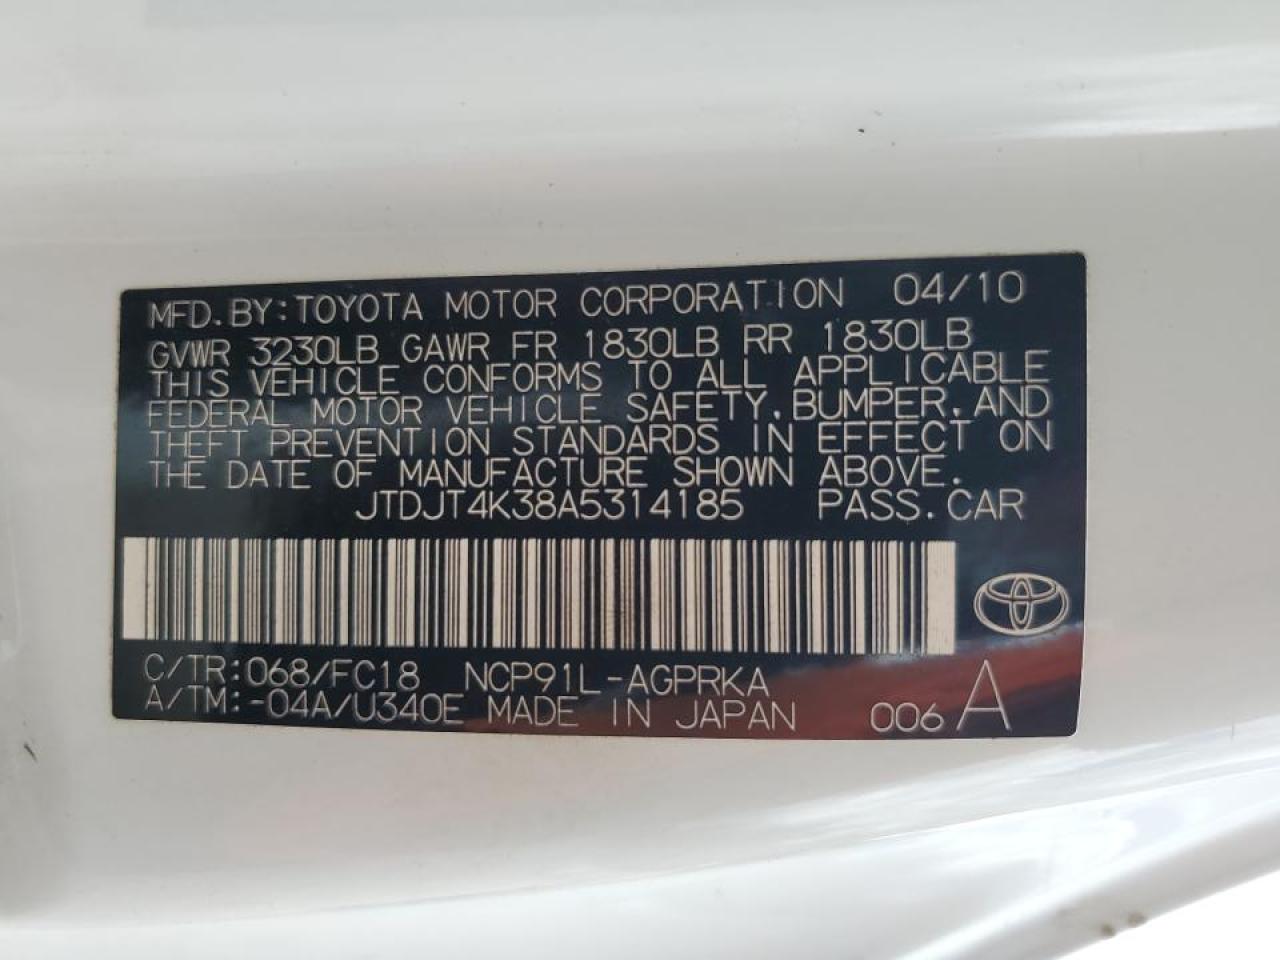 MFD.BY:TOYOTA MOTOR CORPORATION 04/10
GVWR 3230LB GAWR FR 1830LB RR 1830LB
THIS VEHICLE CONFORMS TO ALL APPLICABLE
FEDERAL MOTOR VEHICLE SAFETY, BUMPER, AND
THEFT PREVENTION STANDARDS IN EFFECT ON
THE DATE OF MANUFACTURE SHOWN ABOVE.
JTDJT4K38A5314185 PASS.CAR
C/TR:068/FC18 NCP91L-AGPRKA
A/TM:-04A/U340E MADE IN JAPAN 006 A